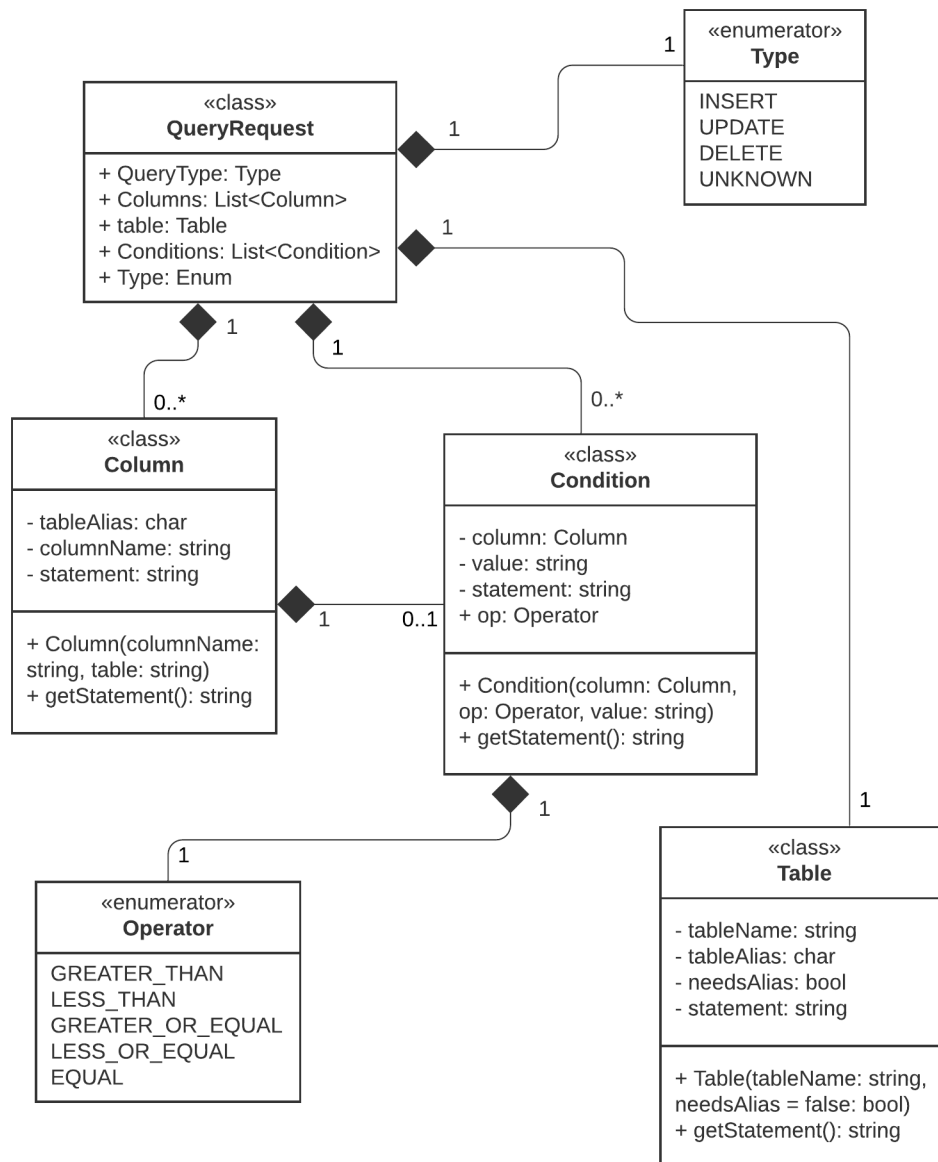 «enumerator»
Type
INSERT
UPDATE
DELETE
UNKNOWN
1
1
«class»
QueryRequest
+ QueryType: Type
+ Columns: List<Column>
+ table: Table
+ Conditions: List<Condition>
+ Type: Enum
1
1
1
0..*
0..*
«class»
Column
- tableAlias: char
- columnName: string
- statement: string
+ Column(columnName:
string, table: string)
+ getStatement(): string
1
0..1
«class»
Condition
- column: Column
- value: string
- statement: string
+ op: Operator
+ Condition(column: Column,
op: Operator, value: string)
+ getStatement(): string
1
1
1
«enumerator»
Operator
GREATER_THAN
LESS_THAN
GREATER_OR_EQUAL
LESS_OR_EQUAL
EQUAL
«class»
Table
- tableName: string
- tableAlias: char
- needsAlias: bool
- statement: string
+ Table(tableName: string,
needsAlias = false: bool)
+ getStatement(): string